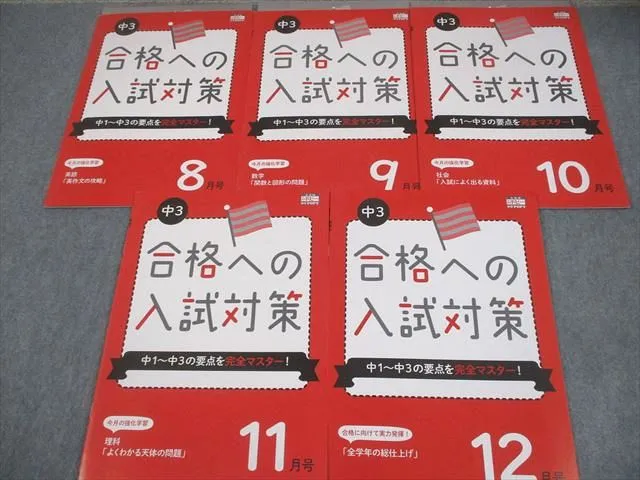 中3
合格への
入試対策
中1〜中3の要点を完全マスター!
今月の強化学習
英語
「英作文の攻略」
8月号
中3
合格への
入試対策
中1〜中3の要点を完全マスター!
今月の強化学習
数学
「関数と図形の問題」
9月号
中3
合格への
入試対策
中1〜中3の要点を完全マスター!
今月の強化学習
社会
「入試によく出る資料」
10月号
中3
合格への
入試対策
中1〜中3の要点を完全マスター!
今月の強化学習
理科
「よくわかる天体の問題」
11月号
中3
合格への
入試対策
中1〜中3の要点を完全マスター!
合格に向けて実力発揮!
「全学年の総仕上げ」
12月号